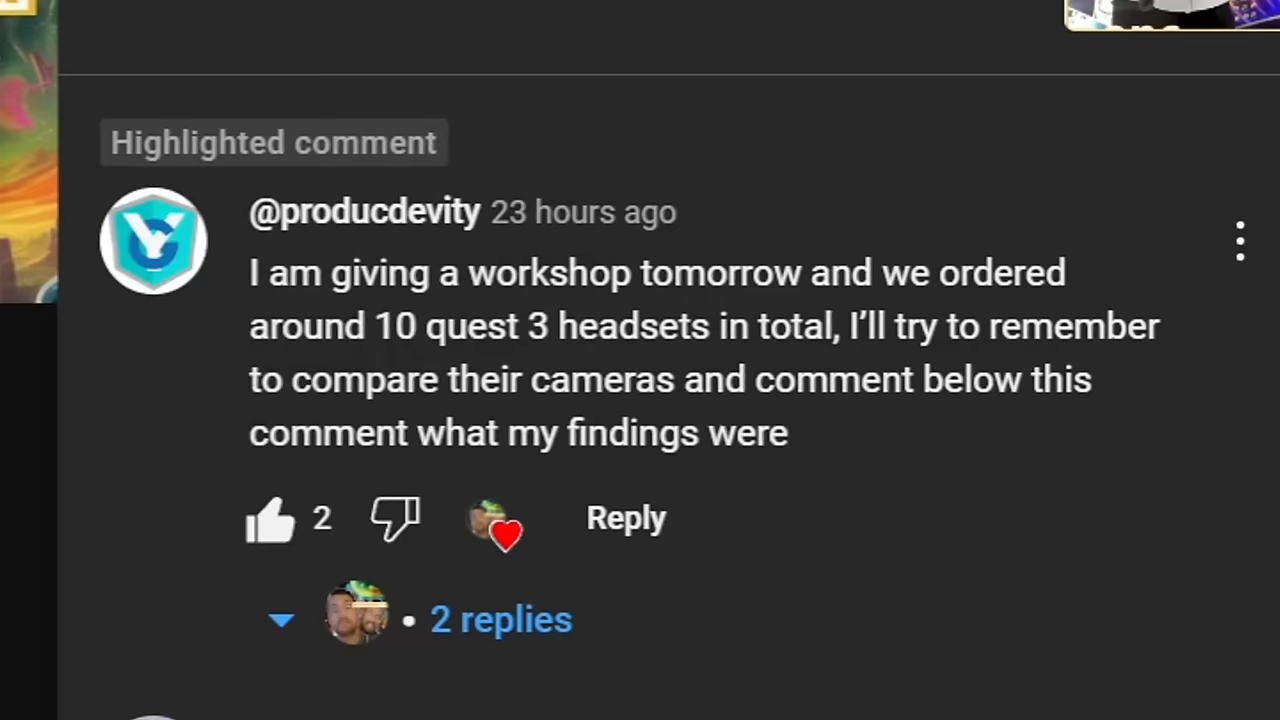 Highlighted comment
@producdevity 23 hours ago
I am giving a workshop tomorrow and we ordered
around 10 quest 3 headsets in total, I’ll try to remember
to compare their cameras and comment below this
comment what my findings were
2 Reply
2 replies